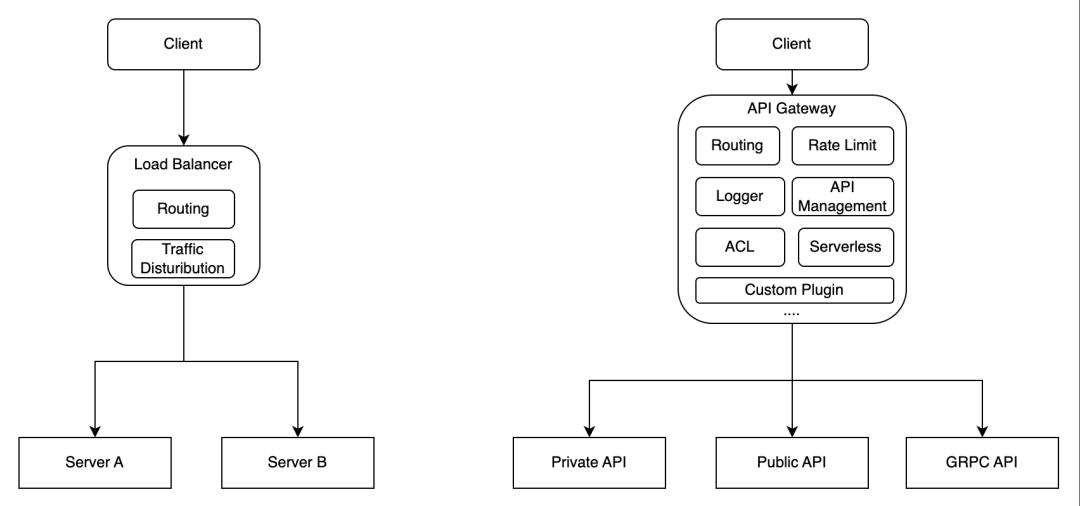 Client
Load Balancer
Routing
Traffic
Disturibution
Server A
Server B
Client
API Gateway
Routing
Rate Limit
Logger
API
Management
ACL
Serverless
Custom Plugin
....
Private API
Public API
GRPC API